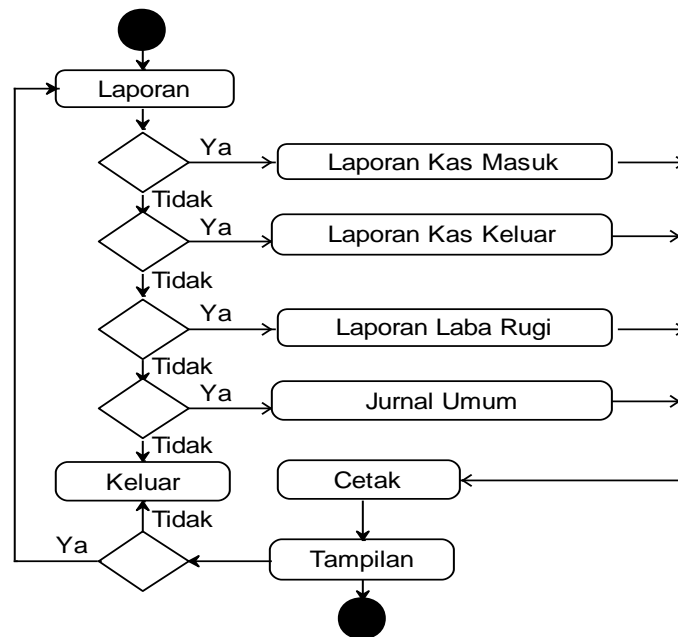 Laporan
Ya
Laporan Kas Masuk
Tidak
Ya
Laporan Kas Keluar
Tidak
Ya
Laporan Laba Rugi
Tidak
Ya
Jurnal Umum
Tidak
Keluar
Cetak
Tidak
Ya
Tampilan